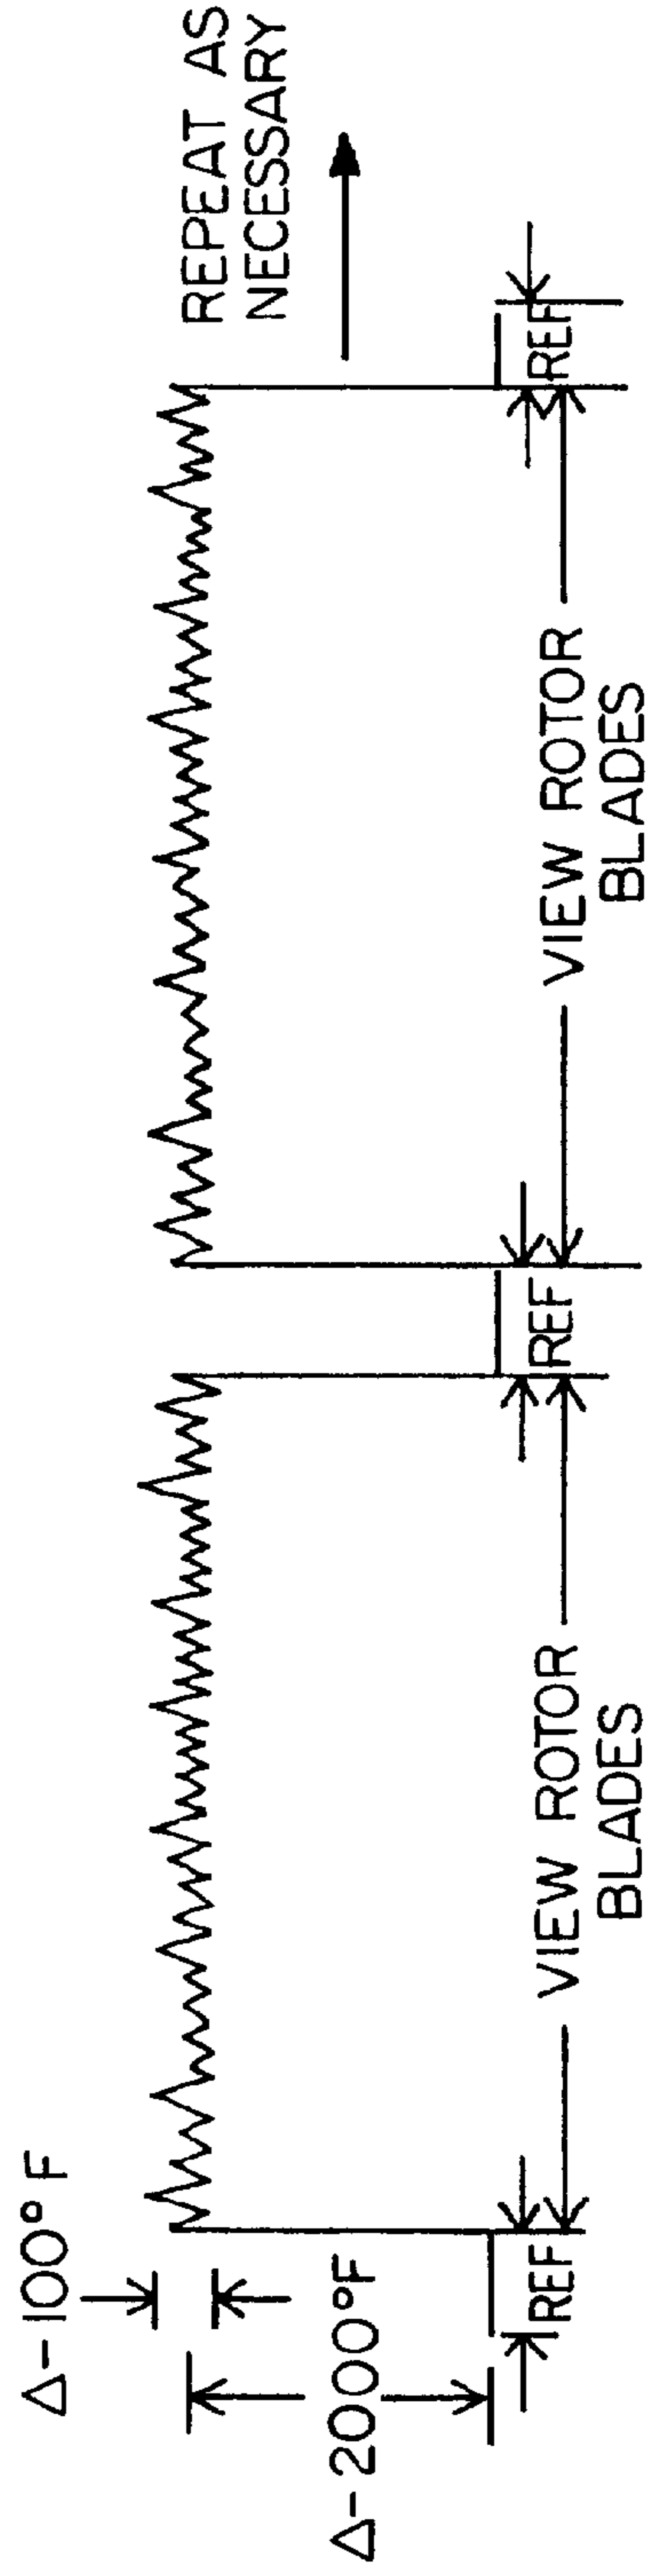 Δ-100°F
Δ-2000°F
REPEAT AS
NECESSARY
REF
VIEW ROTOR
BLADES
REF
VIEW ROTOR
BLADES
REF